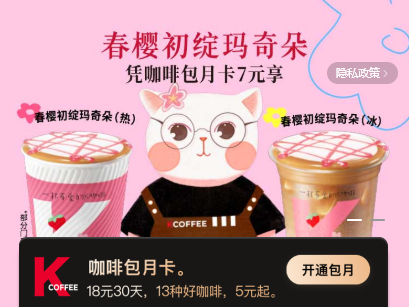 春樱初绽玛奇朵
凭咖啡包月卡7元享
隐私政策 >
春樱初绽玛奇朵(热)
春樱初绽玛奇朵(冰)
KCOFFEE
*部分门
K COFFEE
咖啡包月卡。
18元30天，13种好咖啡，5元起。
开通包月